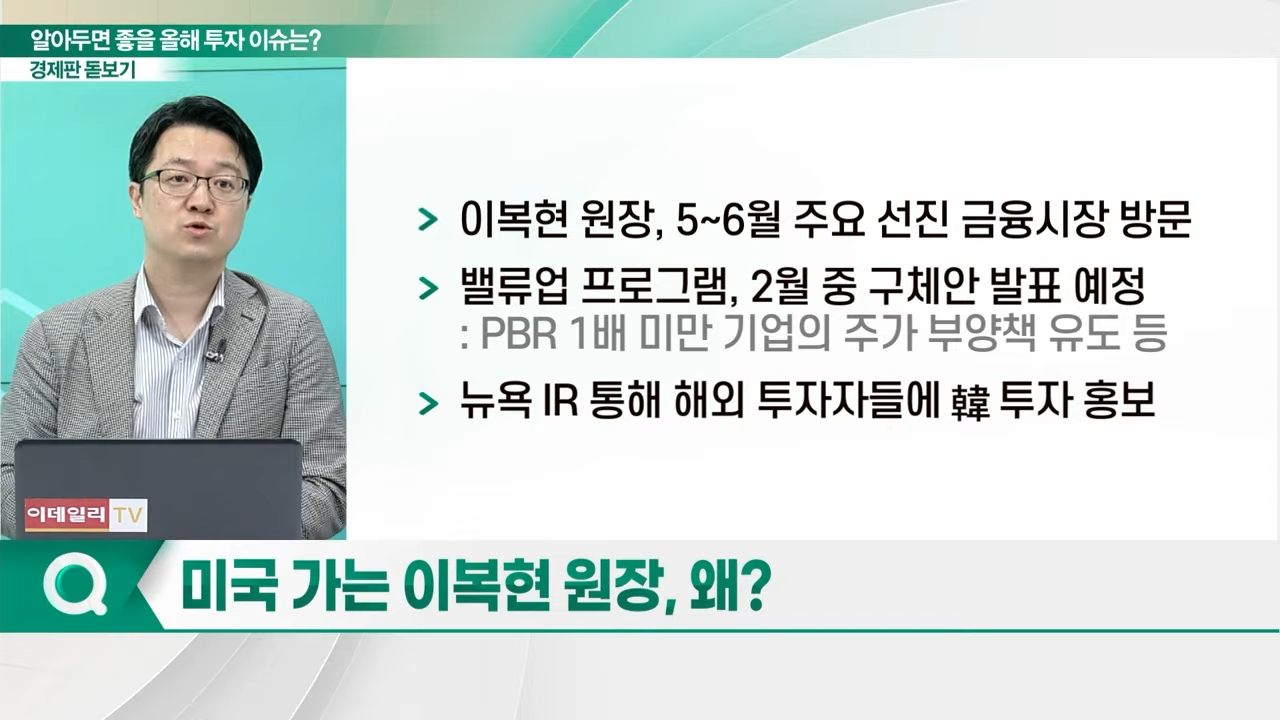 알아두면 좋을 올해 투자 이슈는?
경제판 돋보기
> 이복현 원장, 5~6월 주요 선진 금융시장 방문
> 밸류업 프로그램, 2월 중 구체안 발표 예정
: PBR 1배 미만 기업의 주가 부양책 유도 등
> 뉴욕 IR 통해 해외 투자자들에 韓 투자 홍보
이데일리 TV
Q 미국 가는 이복현 원장, 왜?